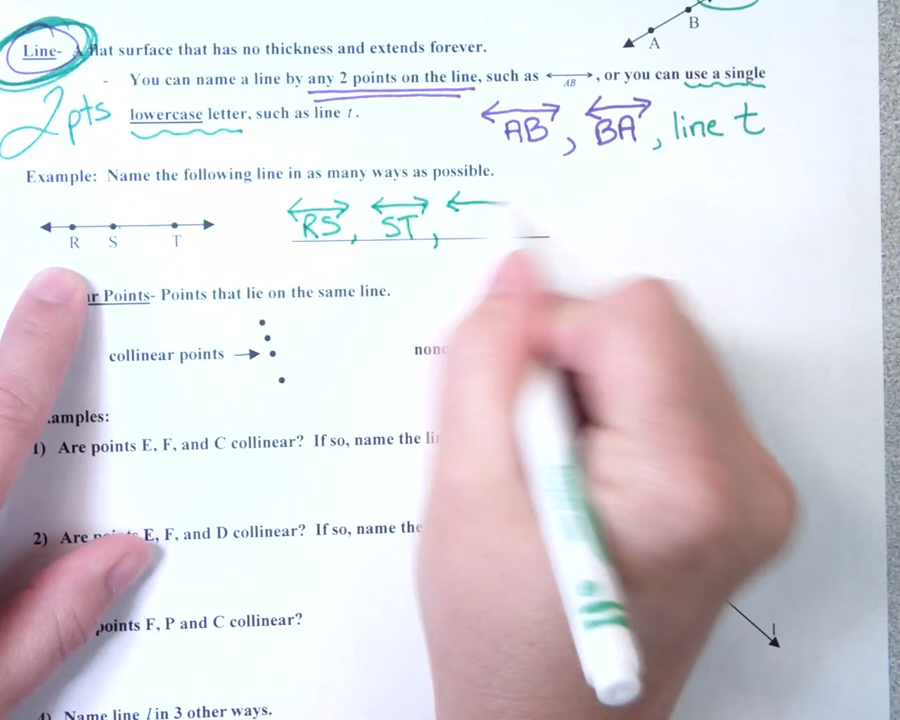 B
A
Line- A flat surface that has no thickness and extends forever.
- You can name a line by any 2 points on the line, such as AB, or you can use a single
lowercase letter, such as line t.
2pts
AB, BA, line t
Example: Name the following line in as many ways as possible.
R S T
RS, ST,
Points- Points that lie on the same line.
collinear points
amples:
1) Are points E, F, and C collinear? If so, name the
2) Are E, F, and D collinear? If so, name the
points F, P and C collinear?
l
4) Name line l in 3 other ways.